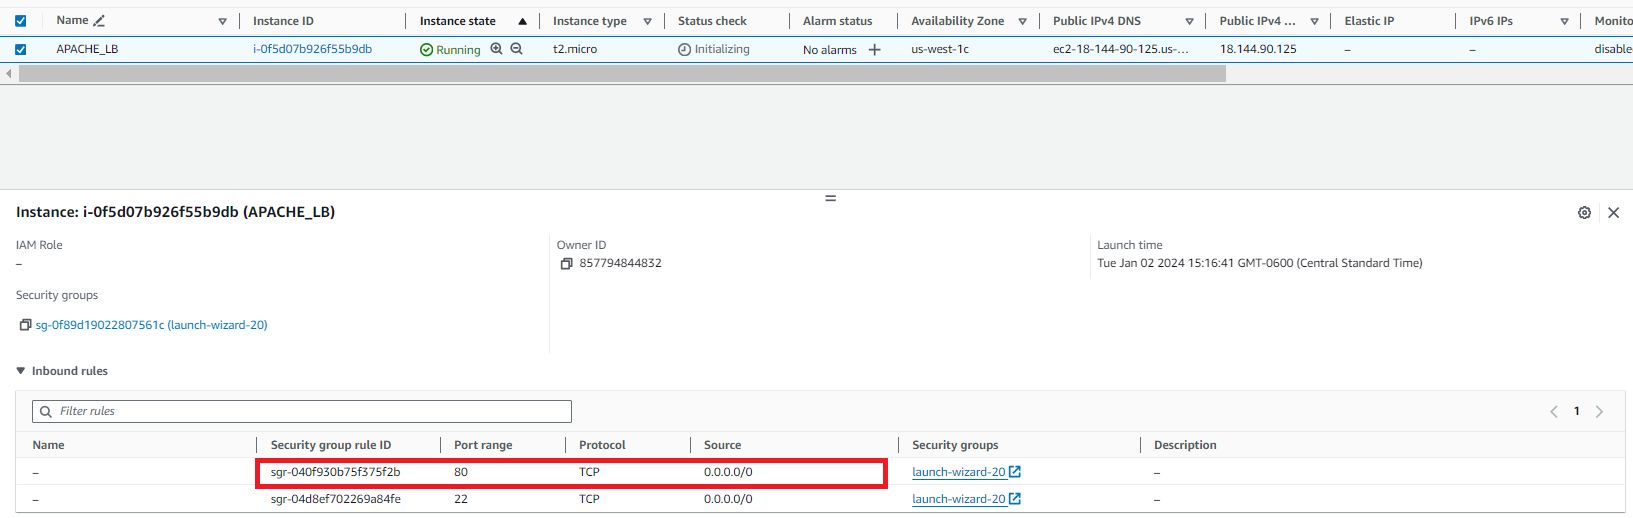 Name Instance ID Instance state Instance type Status check Alarm status Availability Zone Public IPv4 DNS Public IPv4 ... Elastic IP IPv6 IPs Monito
APACHE_LB i-0f5d07b926f55b9db Running t2.micro Initializing No alarms + us-west-1c ec2-18-144-90-125.us-... 18.144.90.125 – – disable
Instance: i-0f5d07b926f55b9db (APACHE_LB)
IAM Role Owner ID Launch time
– 857794844832 Tue Jan 02 2024 15:16:41 GMT-0600 (Central Standard Time)
Security groups
sg-0f89d19022807561c (launch-wizard-20)
Inbound rules
Filter rules 1
Name Security group rule ID Port range Protocol Source Security groups Description
– sgr-040f930b75f375f2b 80 TCP 0.0.0.0/0 launch-wizard-20 –
– sgr-04d8ef702269a84fe 22 TCP 0.0.0.0/0 launch-wizard-20 –